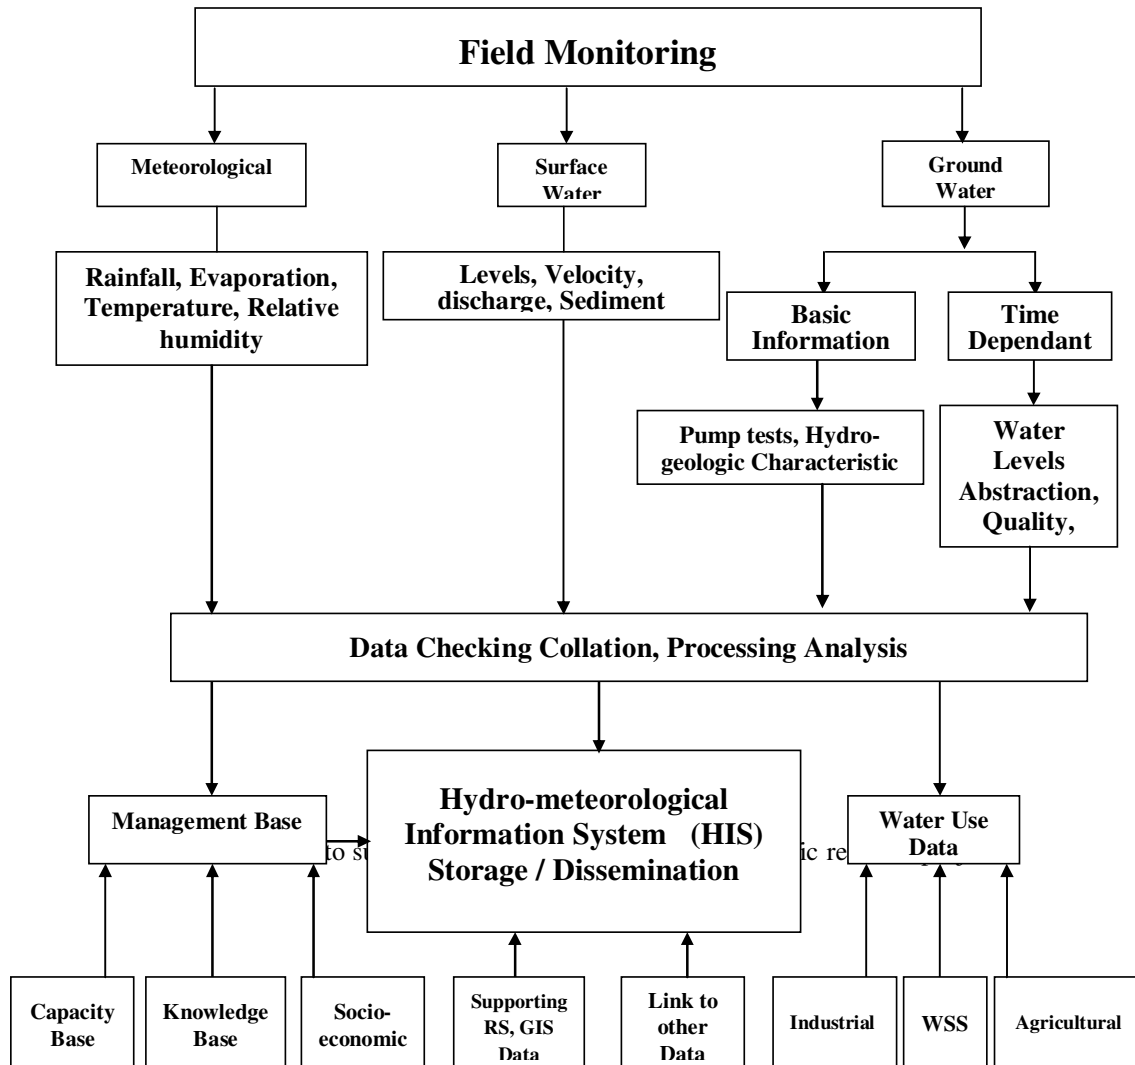 Field Monitoring
Meteorological
Surface
Water
Ground
Water
Rainfall, Evaporation,
Temperature, Relative
humidity
Levels, Velocity,
discharge, Sediment
Basic
Information
Time
Dependant
Pump tests, Hydro-
geologic Characteristic
Water
Levels
Abstraction,
Quality,
Data Checking Collation, Processing Analysis
Management Base
Hydro-meteorological
Information System (HIS)
Storage / Dissemination
Water Use
Data
to
ic
Capacity
Base
Knowledge
Base
Socio-
economic
Supporting
RS, GIS
Data
Link to
other
Data
Industrial
WSS
Agricultural